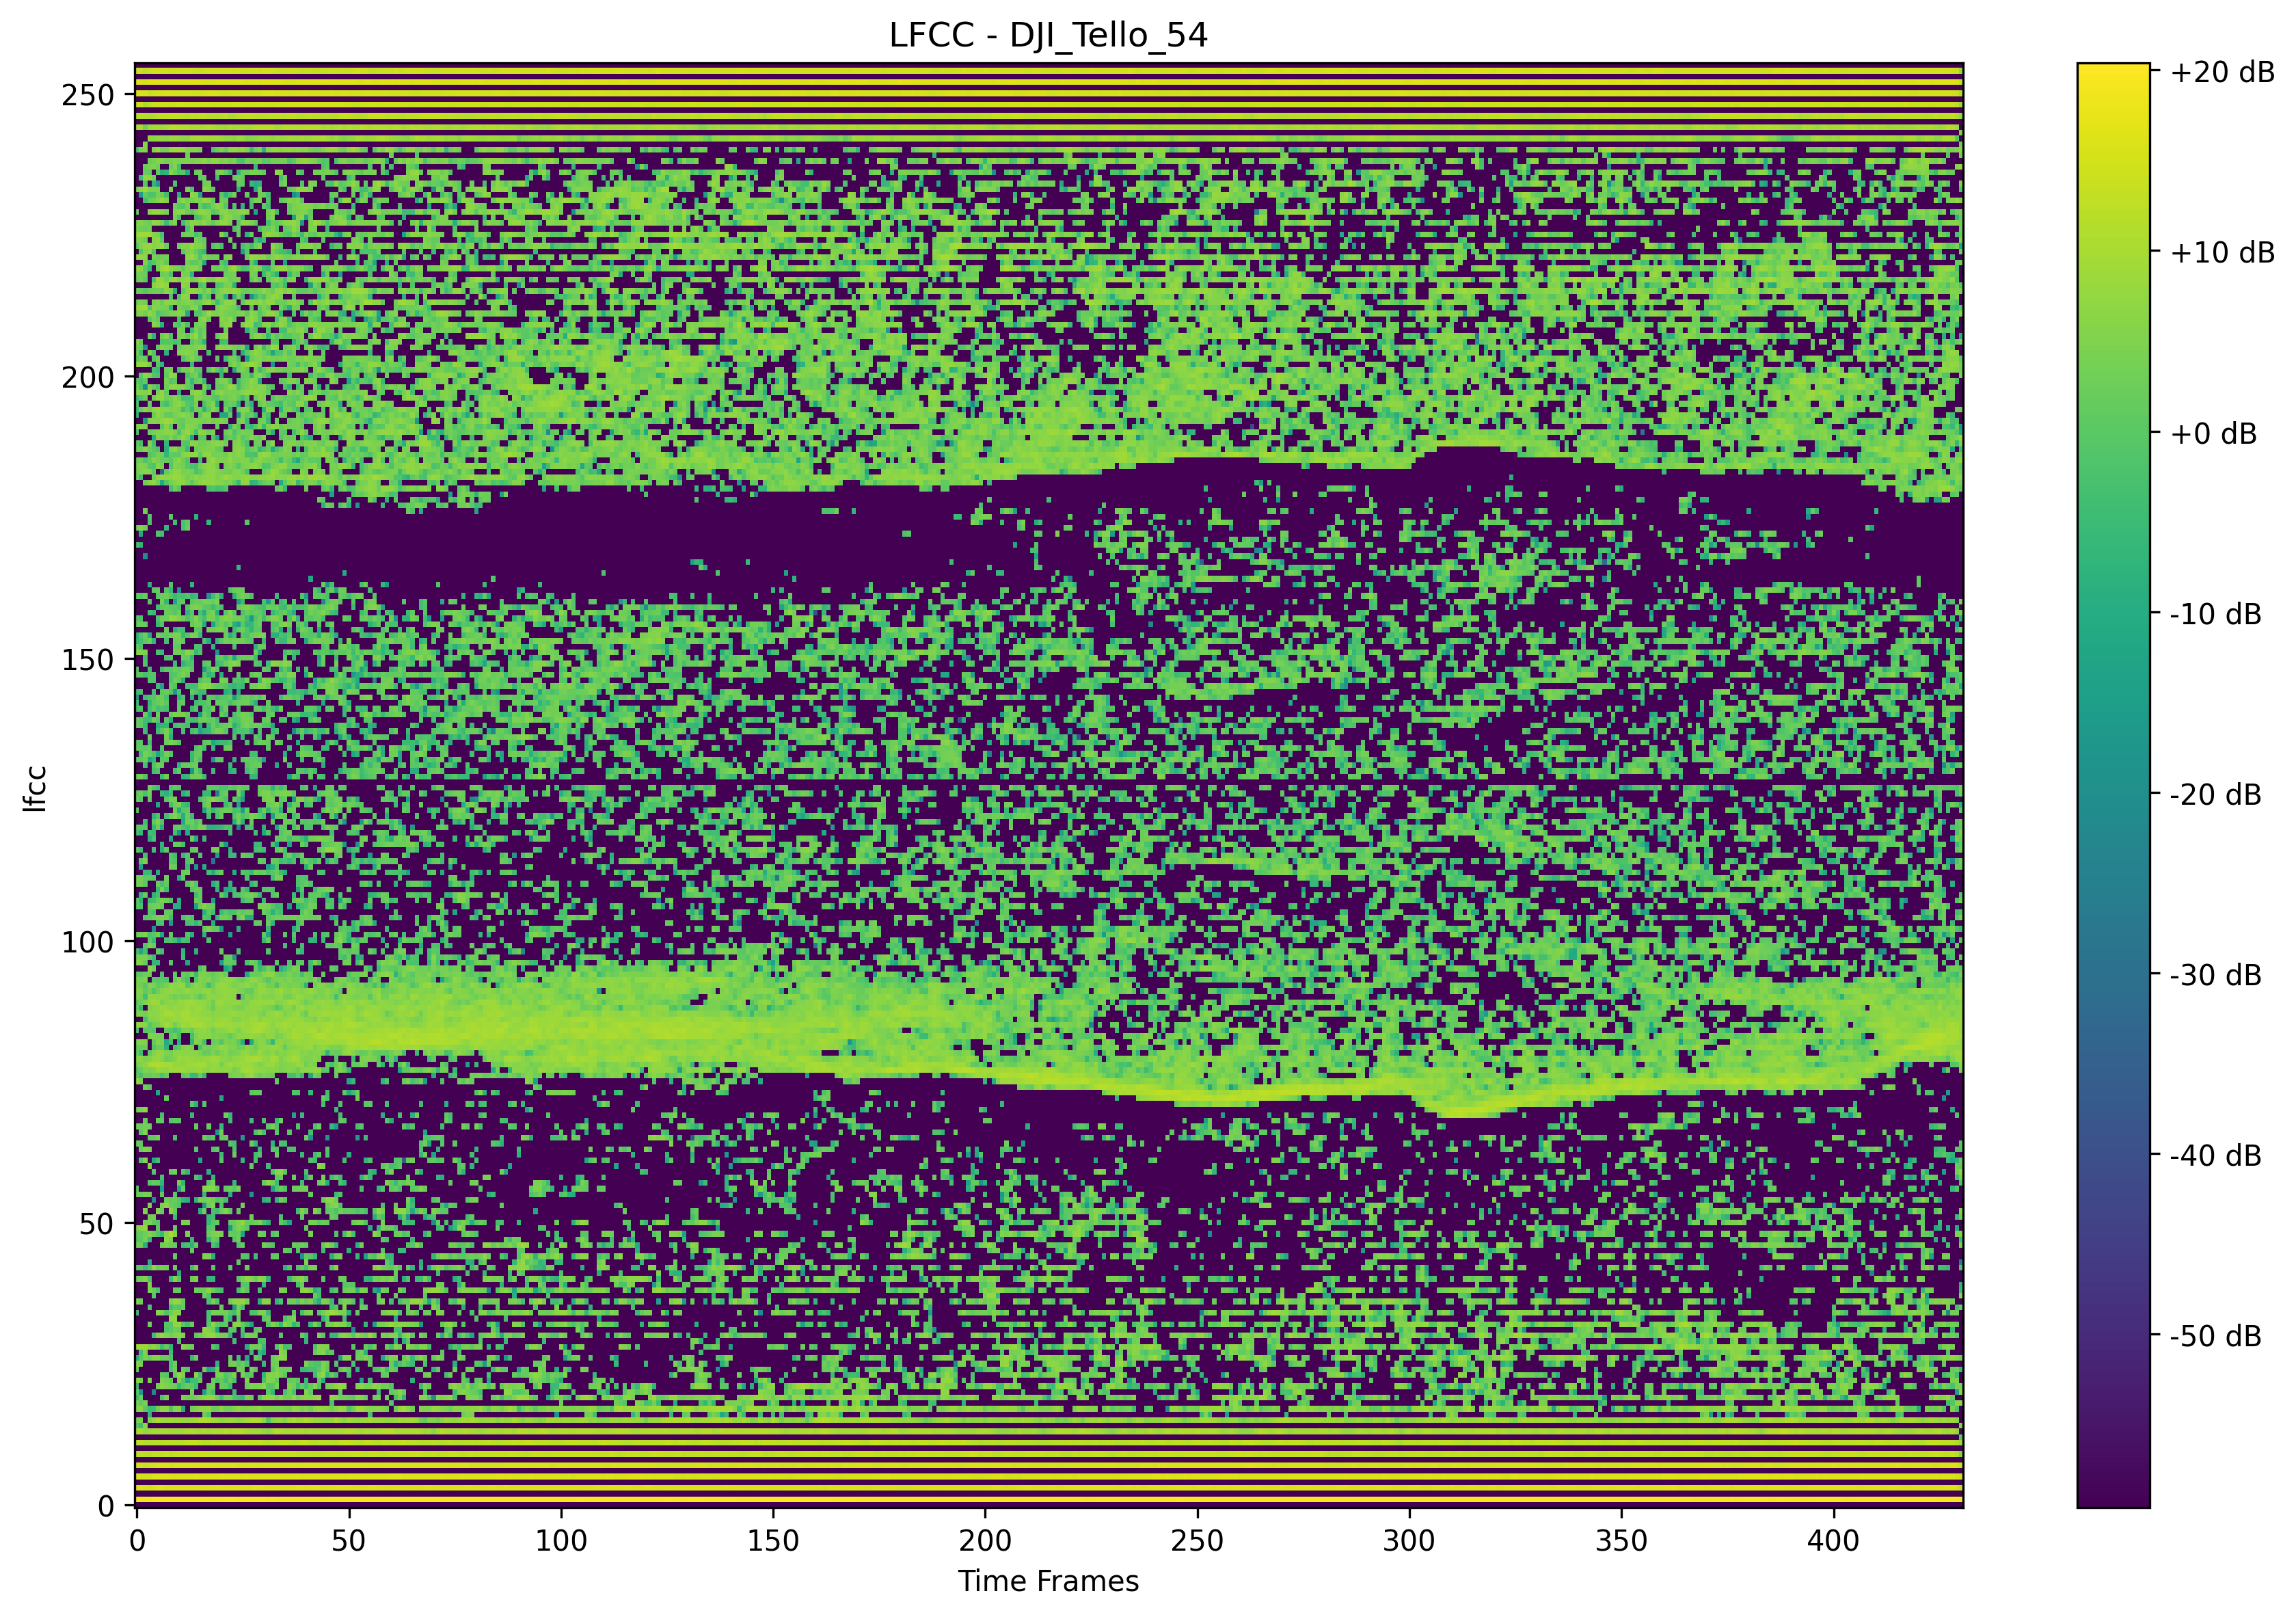 LFCC - DJI_Tello_54
lfcc
250
200
150
100
50
0
0 50 100 150 200 250 300 350 400
Time Frames
+20 dB
+10 dB
+0 dB
-10 dB
-20 dB
-30 dB
-40 dB
-50 dB